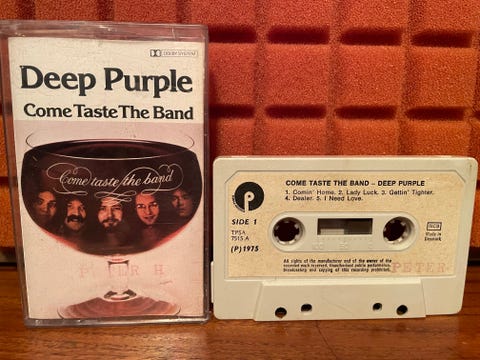 DOLBY SYSTEM
Deep Purple
Come Taste The Band
Come taste the band
PETER H
COME TASTE THE BAND – DEEP PURPLE
1. Comin' Home. 2. Lady Luck. 3. Gettin' Tighter.
4. Dealer. 5. I Need Love.
P
SIDE 1
TPSA
7515 A
(P) 1975
Made in
Denmark
All rights of the manufacturer and of the owner of the
recorded work reserved. Unauthorised public performance,
broadcasting and copying of this recording prohibited.
PETER